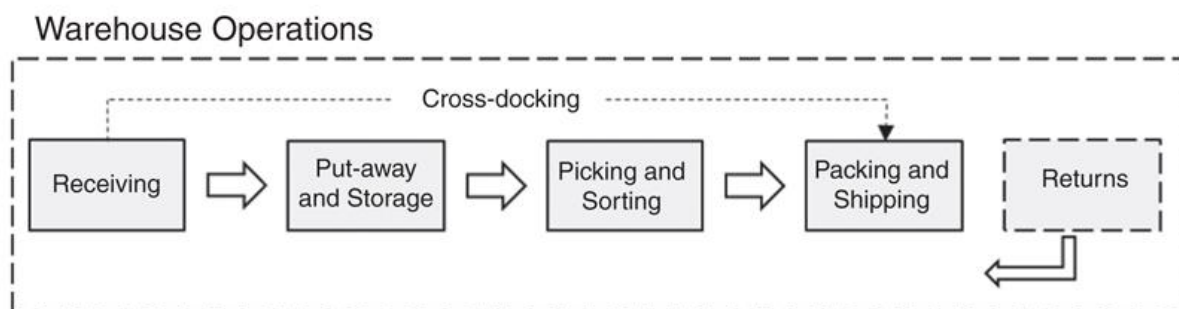 Warehouse Operations
Cross-docking
Receiving
Put-away
and Storage
Picking and
Sorting
Packing and
Shipping
Returns